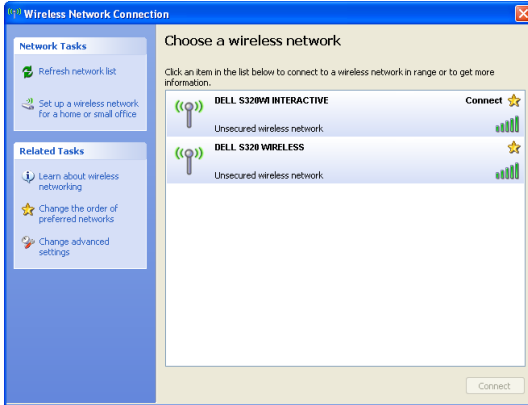 Wireless Network Connection
Network Tasks
Refresh network list
Set up a wireless network
for a home or small office
Related Tasks
Learn about wireless
networking
Change the order of
preferred networks
Change advanced
settings
Choose a wireless network
Click an item in the list below to connect to a wireless network in range or to get more
information.
DELL S320WI INTERACTIVE
Connect
Unsecured wireless network
DELL S320 WIRELESS
Unsecured wireless network
Connect